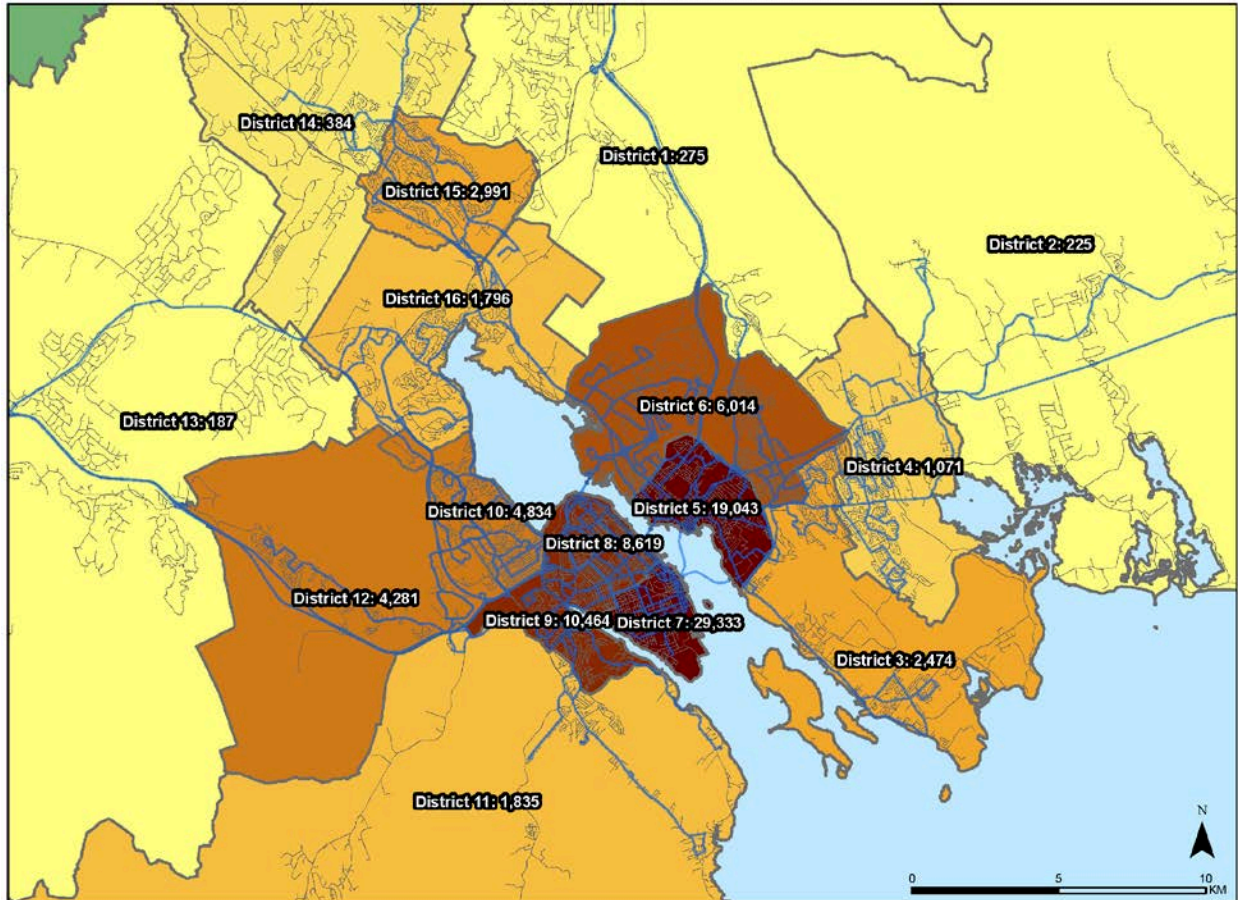 District 14: 384
District 1: 275
District 15: 2,991
District 2: 225
District 16: 1,796
District 6: 6,014
District 13: 187
District 4: 1,071
District 10: 4,834
District 5: 19,043
District 8: 8,619
District 12: 4,281
District 9: 10,464
District 7: 29,333
District 3: 2,474
District 11: 1,835
N
0 5 10
KM